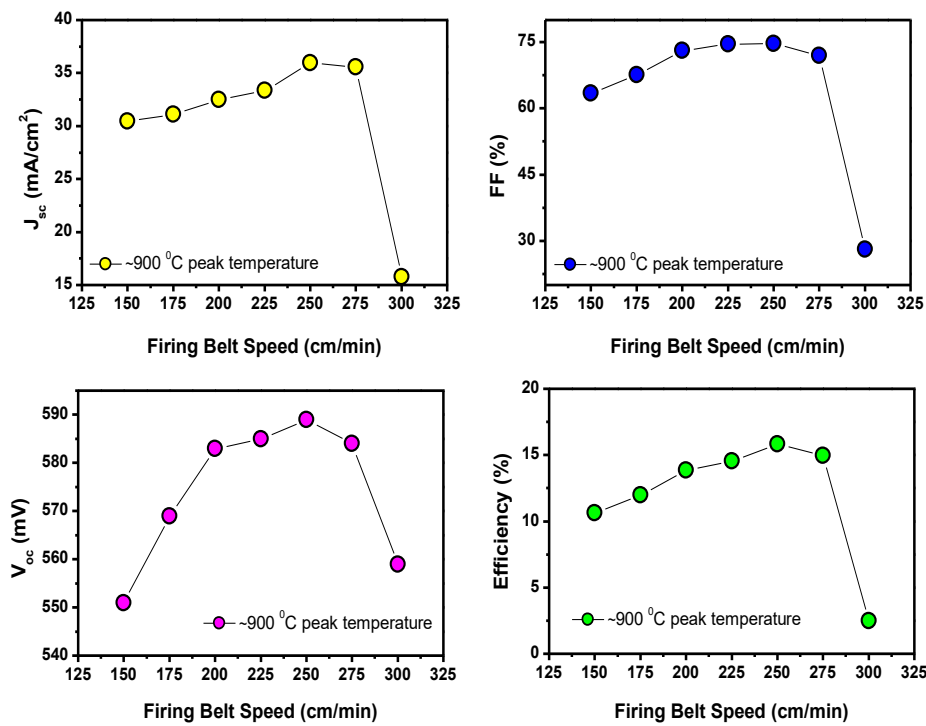 40
35
30
25
20
15
J_sc (mA/cm²)
~900 ⁰C peak temperature
125 150 175 200 225 250 275 300 325
Firing Belt Speed (cm/min)
75
60
45
30
FF (%)
~900 ⁰C peak temperature
125 150 175 200 225 250 275 300 325
Firing Belt Speed (cm/min)
590
580
570
560
550
540
V_oc (mV)
~900 ⁰C peak temperature
125 150 175 200 225 250 275 300 325
Firing Belt Speed (cm/min)
20
15
10
5
0
Efficiency (%)
~900 ⁰C peak temperature
125 150 175 200 225 250 275 300 325
Firing Belt Speed (cm/min)